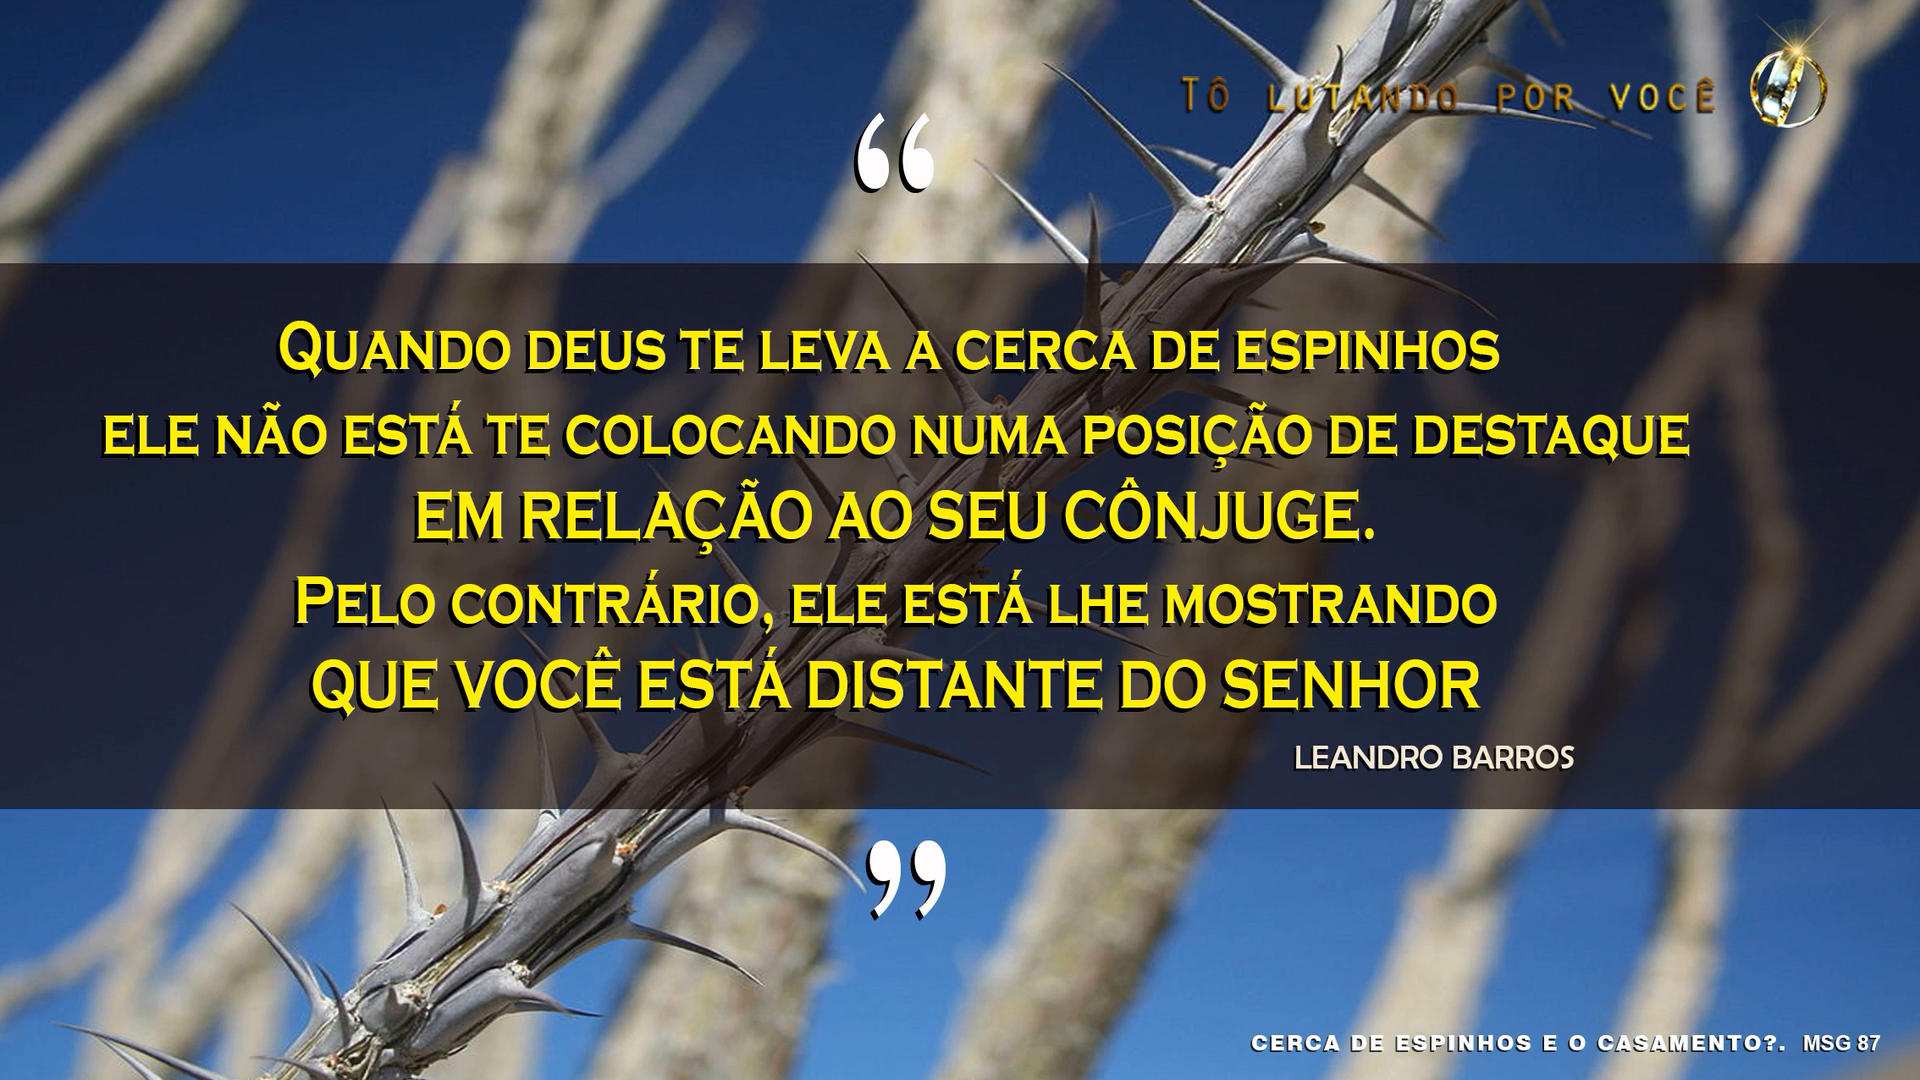 Tô lutando por você
“
Quando deus te leva a cerca de espinhos
ele não está te colocando numa posição de destaque
EM RELAÇÃO AO SEU CÔNJUGE.
Pelo contrário, ele está lhe mostrando
QUE VOCÊ ESTÁ DISTANTE DO SENHOR
LEANDRO BARROS
”
CERCA DE ESPINHOS E O CASAMENTO?. MSG 87